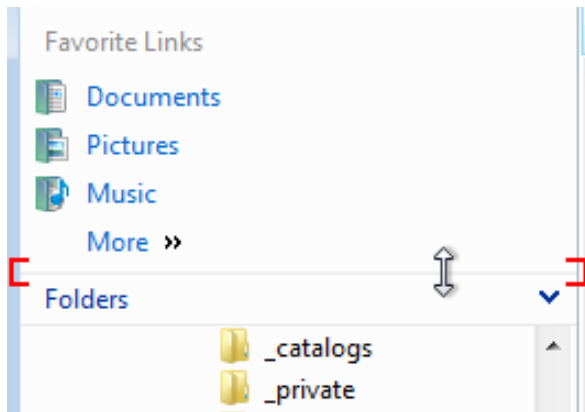 Favorite Links
Documents
Pictures
Music
More »
Folders
_catalogs
_private